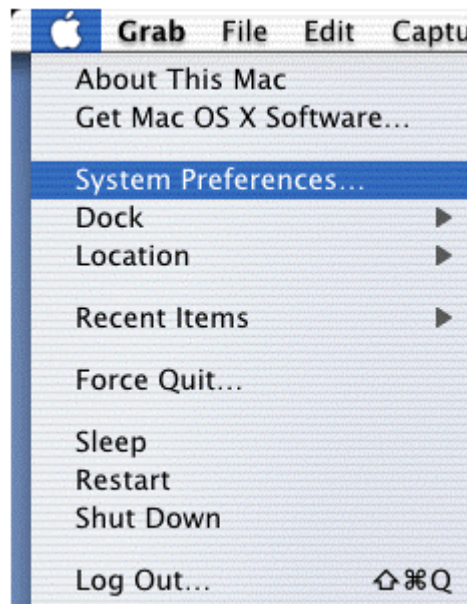 Grab File Edit Captu
About This Mac
Get Mac OS X Software...
System Preferences...
Dock
Location
Recent Items
Force Quit...
Sleep
Restart
Shut Down
Log Out... ⇧⌘Q